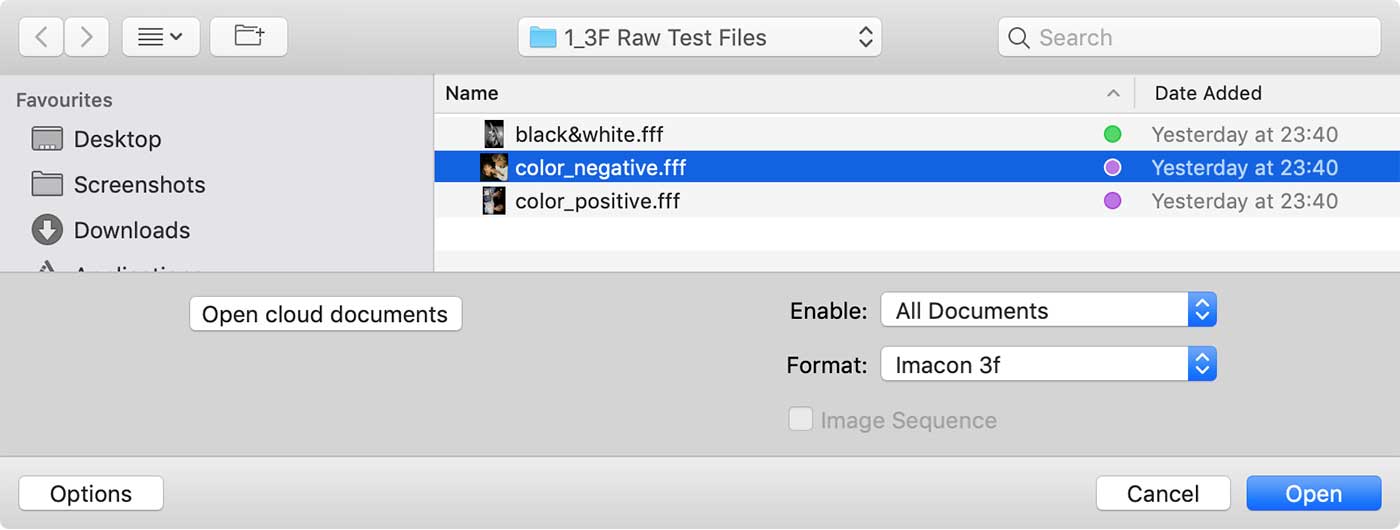 1_3F Raw Test Files
Search
Favourites
Desktop
Screenshots
Downloads
Applications
Name
Date Added
black&white.fff
Yesterday at 23:40
color_negative.fff
Yesterday at 23:40
color_positive.fff
Yesterday at 23:40
Open cloud documents
Enable: All Documents
Format: Imacon 3f
Image Sequence
Options
Cancel
Open